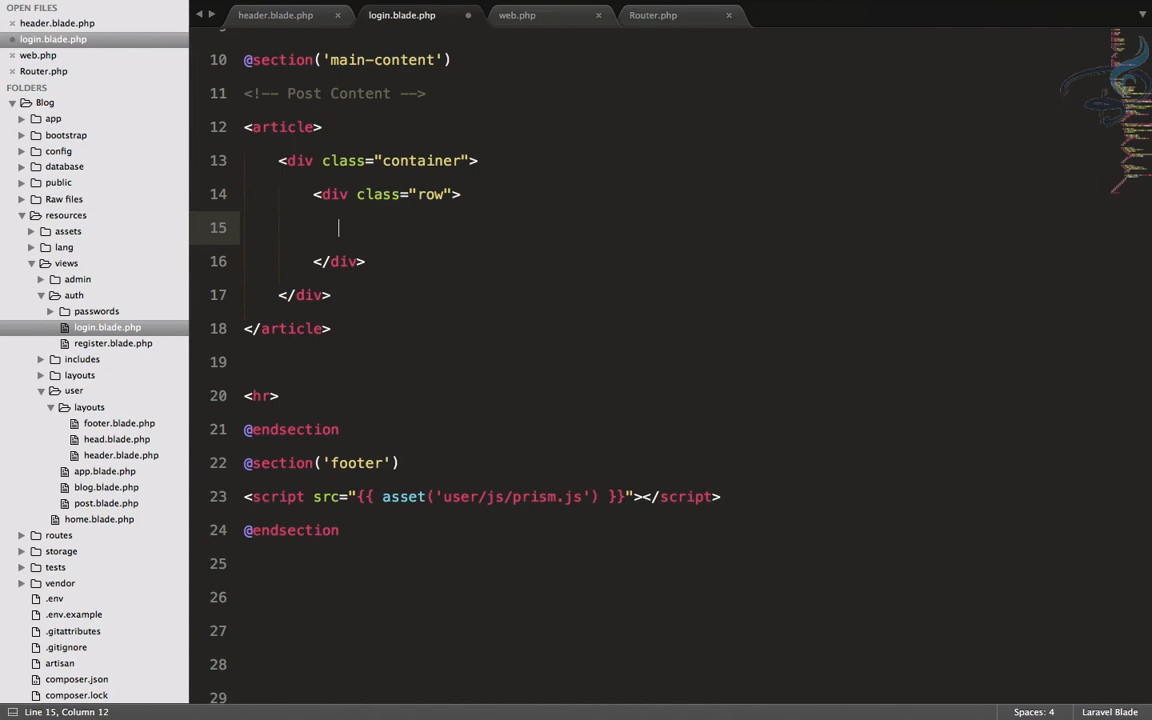 OPEN FILES
header.blade.php
login.blade.php
web.php
Router.php
FOLDERS
Blog
app
bootstrap
config
database
public
Raw files
resources
assets
lang
views
admin
auth
passwords
login.blade.php
register.blade.php
includes
layouts
user
layouts
footer.blade.php
head.blade.php
header.blade.php
app.blade.php
blog.blade.php
post.blade.php
home.blade.php
routes
storage
tests
vendor
.env
.env.example
.gitattributes
.gitignore
artisan
composer.json
composer.lock
header.blade.php login.blade.php web.php Router.php
10 @section('main-content')
11 <!-- Post Content -->
12 <article>
13 <div class="container">
14 <div class="row">
15
16 </div>
17 </div>
18 </article>
19
20 <hr>
21 @endsection
22 @section('footer')
23 <script src="{{ asset('user/js/prism.js') }}"></script>
24 @endsection
25
26
27
28
29
Line 15, Column 12 Spaces: 4 Laravel Blade